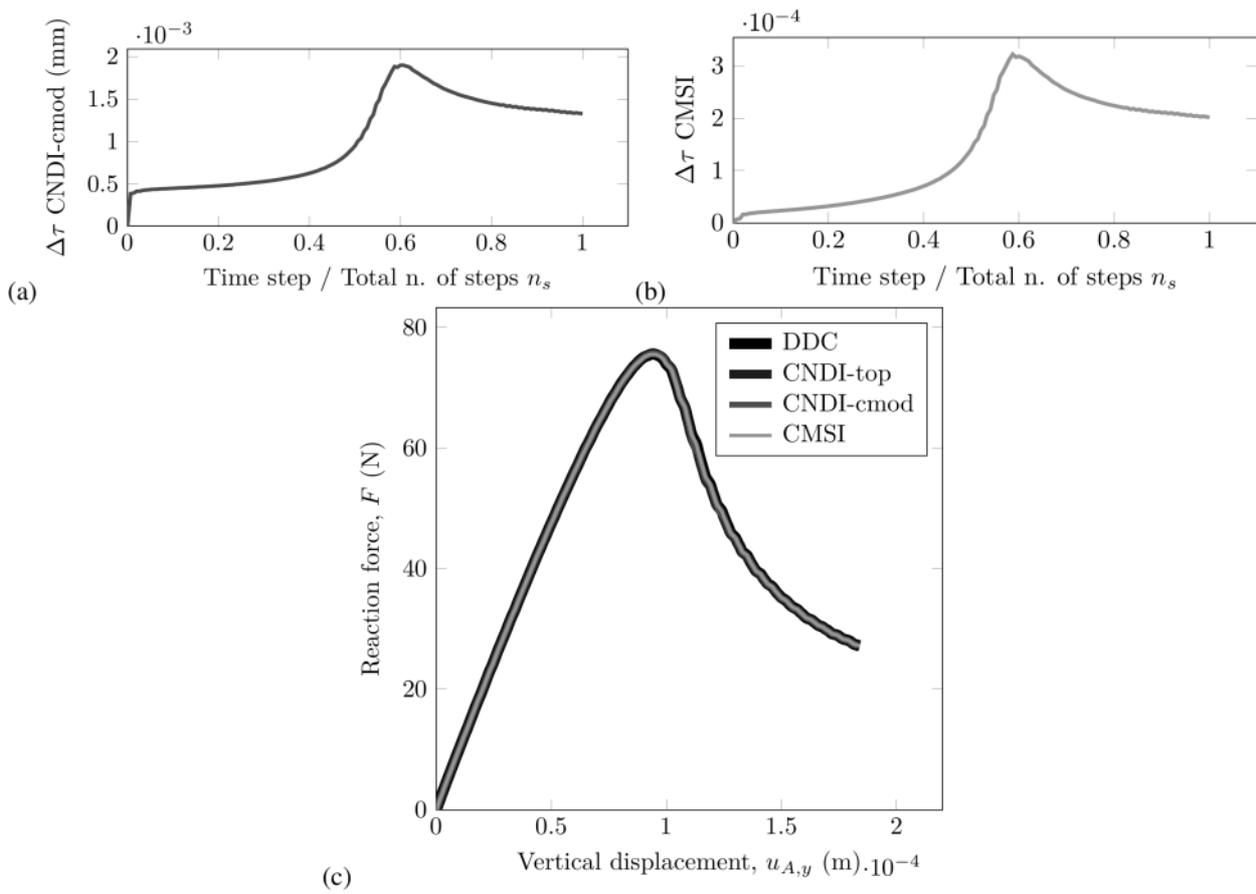 ·10⁻³
Δτ CNDI-cmod (mm)
2
1.5
1
0.5
0
0 0.2 0.4 0.6 0.8 1
Time step / Total n. of steps nₛ
(a)
·10⁻⁴
Δτ CMSI
3
2
1
0
0 0.2 0.4 0.6 0.8 1
Time step / Total n. of steps nₛ
(b)
Reaction force, F (N)
80
60
40
20
0
DDC
CNDI-top
CNDI-cmod
CMSI
0 0.5 1 1.5 2
Vertical displacement, u_{A,y} (m)·10⁻⁴
(c)